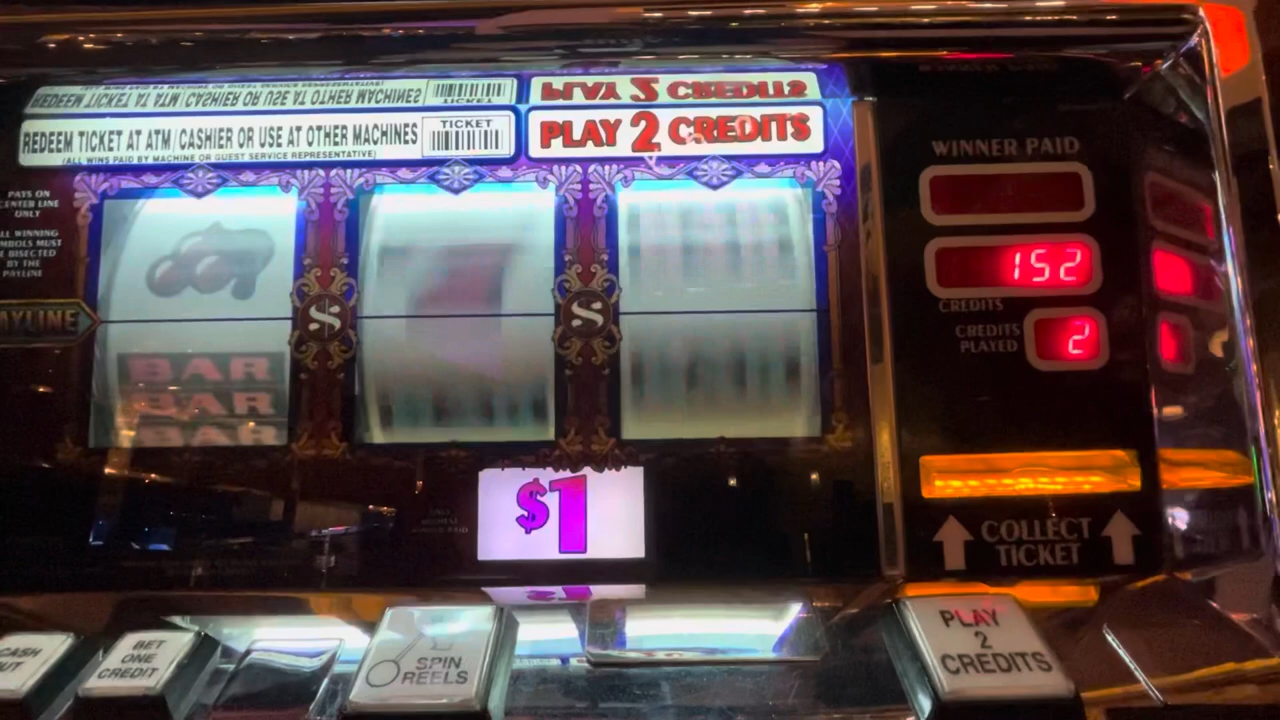 REDEEM TICKET AT ATM/CASHIER OR USE AT OTHER MACHINES
(ALL WINS PAID BY MACHINE OR GUEST SERVICE REPRESENTATIVE)
TICKET
PLAY 2 CREDITS
PAYS ON
CENTER LINE
ONLY
ALL WINNING
SYMBOLS MUST
BE BISECTED
BY THE
PAYLINE
PAYLINE
$
$
BAR
BAR
BAR
WINNER PAID
152
CREDITS
CREDITS
PLAYED
2
$1
COLLECT
TICKET
CASH
OUT
BET
ONE
CREDIT
SPIN
REELS
PLAY
2
CREDITS